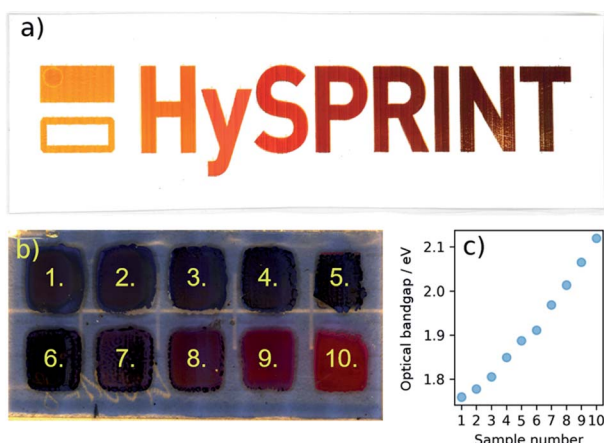 a)
HySPRINT
b)
1. 2. 3. 4. 5.
6. 7. 8. 9. 10.
c)
Optical bandgap / eV
2.1
2.0
1.9
1.8
1 2 3 4 5 6 7 8 9 10
Sample number